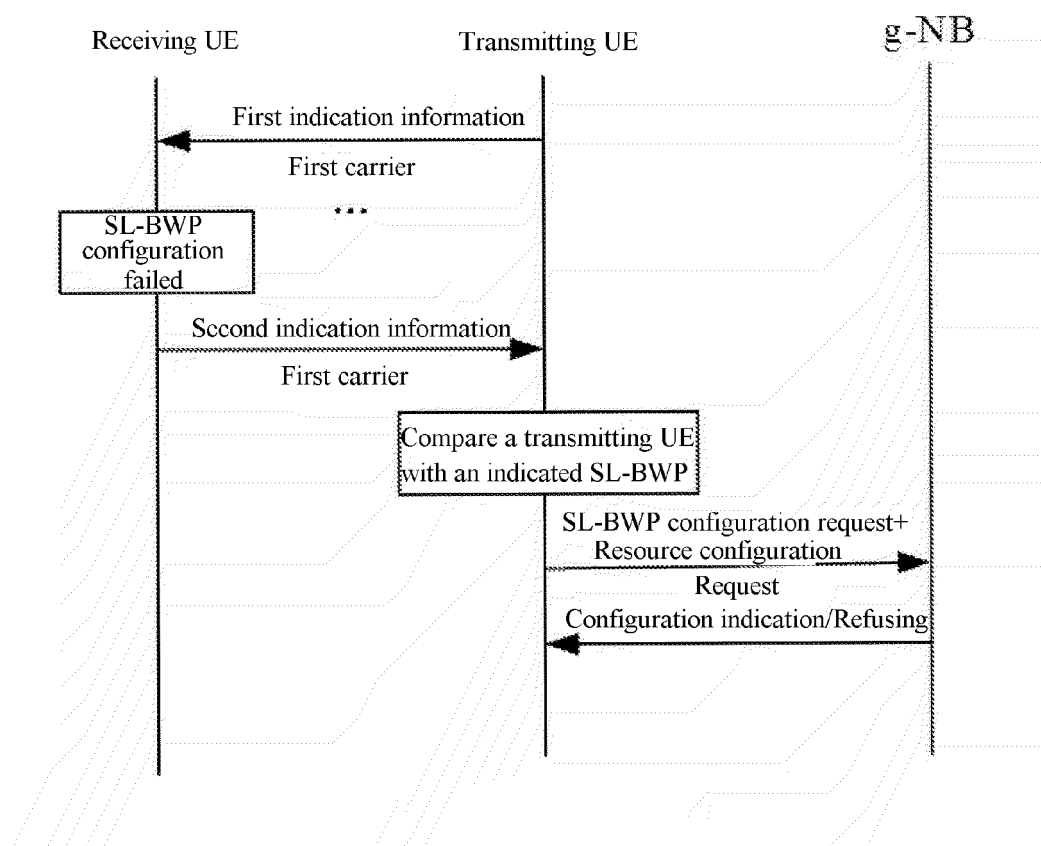 Receiving UE
Transmitting UE
g-NB
First indication information
First carrier
...
SL-BWP
configuration
failed
Second indication information
First carrier
Compare a transmitting UE
with an indicated SL-BWP
SL-BWP configuration request+
Resource configuration
Request
Configuration indication/Refusing